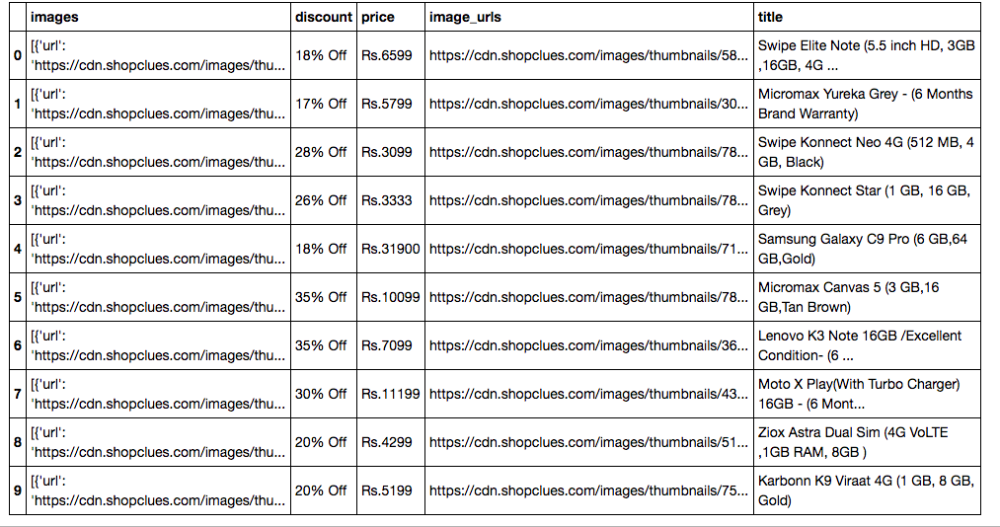 images discount price image_urls title
0 [{'url': 'https://cdn.shopclues.com/images/thu... 18% Off Rs.6599 https://cdn.shopclues.com/images/thumbnails/58... Swipe Elite Note (5.5 inch HD, 3GB ,16GB, 4G ...
1 [{'url': 'https://cdn.shopclues.com/images/thu... 17% Off Rs.5799 https://cdn.shopclues.com/images/thumbnails/30... Micromax Yureka Grey - (6 Months Brand Warranty)
2 [{'url': 'https://cdn.shopclues.com/images/thu... 28% Off Rs.3099 https://cdn.shopclues.com/images/thumbnails/78... Swipe Konnect Neo 4G (512 MB, 4 GB, Black)
3 [{'url': 'https://cdn.shopclues.com/images/thu... 26% Off Rs.3333 https://cdn.shopclues.com/images/thumbnails/78... Swipe Konnect Star (1 GB, 16 GB, Grey)
4 [{'url': 'https://cdn.shopclues.com/images/thu... 18% Off Rs.31900 https://cdn.shopclues.com/images/thumbnails/71... Samsung Galaxy C9 Pro (6 GB,64 GB,Gold)
5 [{'url': 'https://cdn.shopclues.com/images/thu... 35% Off Rs.10099 https://cdn.shopclues.com/images/thumbnails/78... Micromax Canvas 5 (3 GB,16 GB,Tan Brown)
6 [{'url': 'https://cdn.shopclues.com/images/thu... 35% Off Rs.7099 https://cdn.shopclues.com/images/thumbnails/36... Lenovo K3 Note 16GB /Excellent Condition- (6 ...
7 [{'url': 'https://cdn.shopclues.com/images/thu... 30% Off Rs.11199 https://cdn.shopclues.com/images/thumbnails/43... Moto X Play(With Turbo Charger) 16GB - (6 Mont...
8 [{'url': 'https://cdn.shopclues.com/images/thu... 20% Off Rs.4299 https://cdn.shopclues.com/images/thumbnails/51... Ziox Astra Dual Sim (4G VoLTE ,1GB RAM, 8GB )
9 [{'url': 'https://cdn.shopclues.com/images/thu... 20% Off Rs.5199 https://cdn.shopclues.com/images/thumbnails/75... Karbonn K9 Viraat 4G (1 GB, 8 GB, Gold)